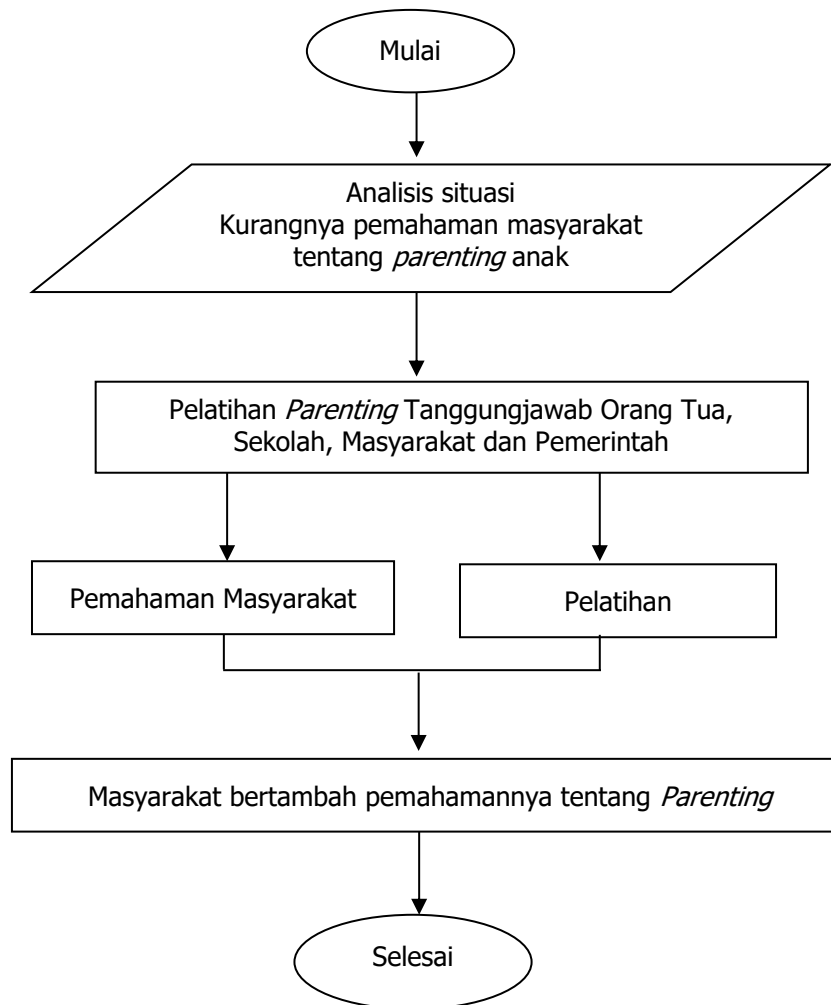 Mulai
Analisis situasi
Kurangnya pemahaman masyarakat
tentang parenting anak
Pelatihan Parenting Tanggungjawab Orang Tua,
Sekolah, Masyarakat dan Pemerintah
Pemahaman Masyarakat
Pelatihan
Masyarakat bertambah pemahamannya tentang Parenting
Selesai